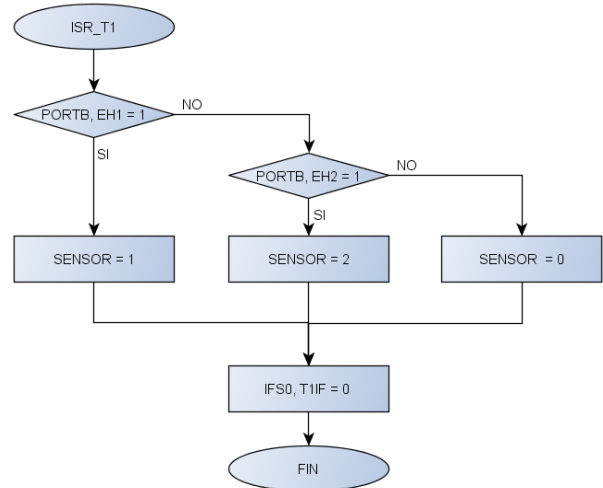 ISR_T1
PORTB, EH1 = 1
NO
SI
PORTB, EH2 = 1
NO
SI
SENSOR = 1
SENSOR = 2
SENSOR = 0
IFS0, T1IF = 0
FIN